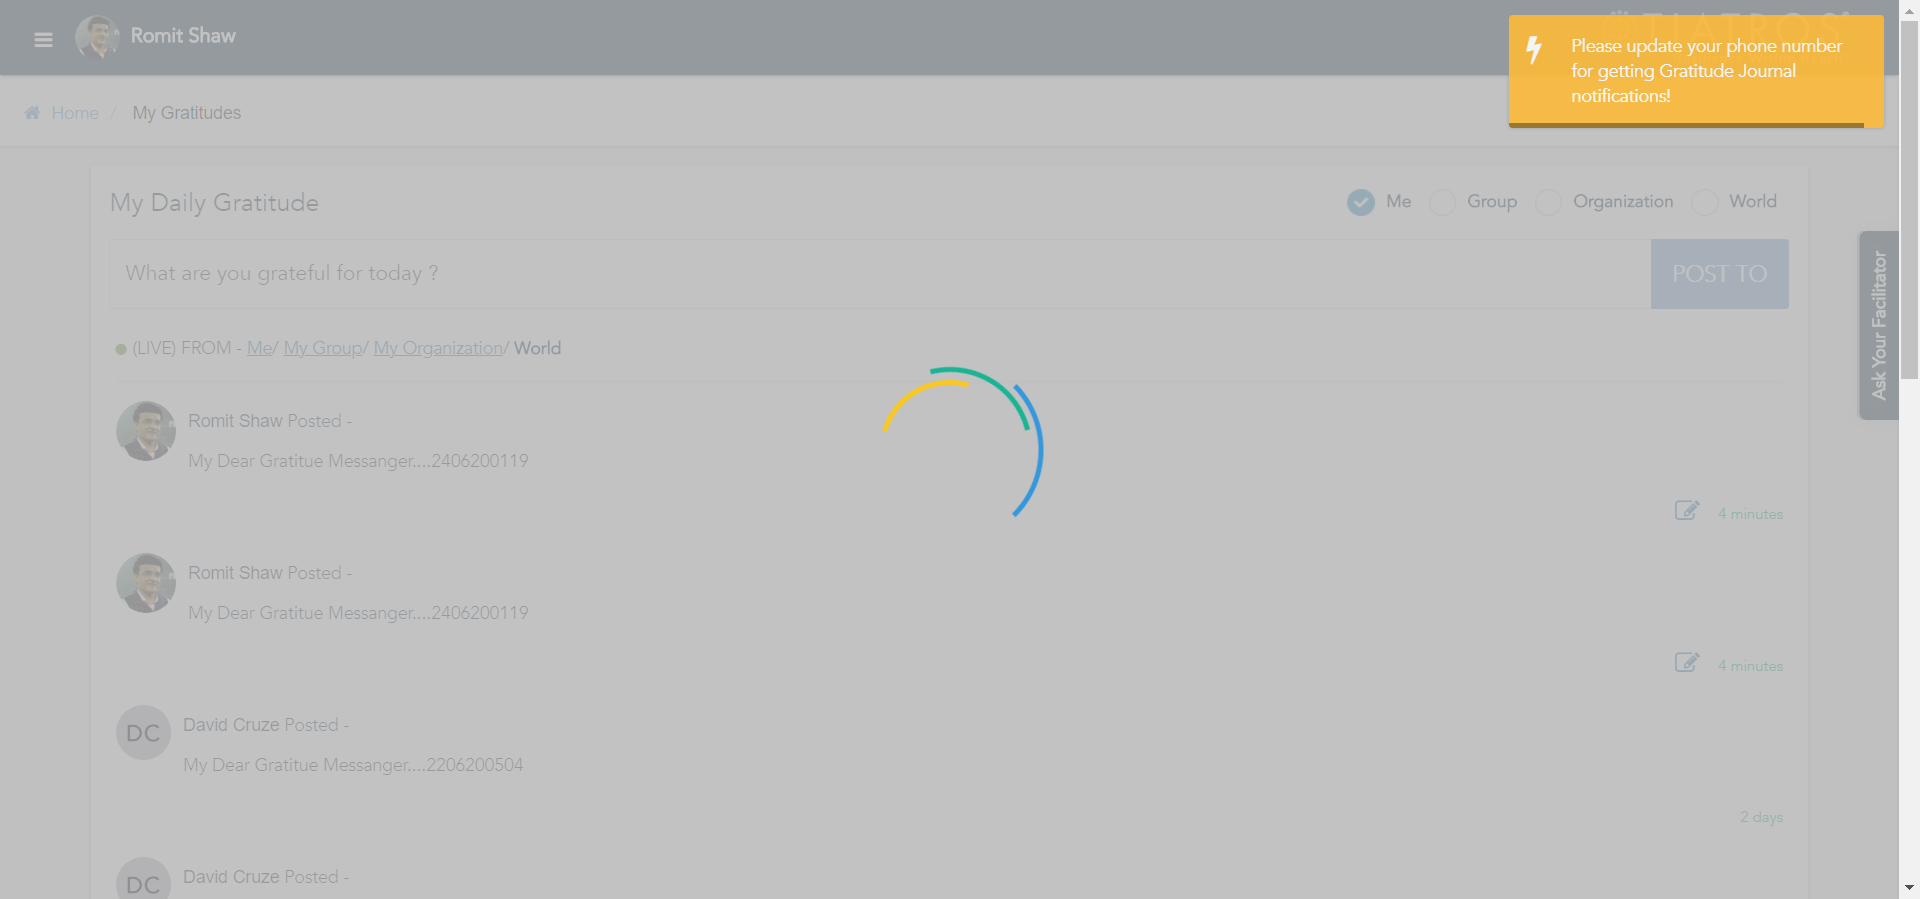 Romit Shaw
TIATROS
Please update your phone number
for getting Gratitude Journal
notifications!
Home / My Gratitudes
My Daily Gratitude
Me Group Organization World
What are you grateful for today ?
POST TO
Ask Your Facilitator
(LIVE) FROM - Me/ My Group/ My Organization/ World
Romit Shaw Posted -
My Dear Gratitue Messanger....2406200119
4 minutes
Romit Shaw Posted -
My Dear Gratitue Messanger....2406200119
4 minutes
DC
David Cruze Posted -
My Dear Gratitue Messanger....2206200504
2 days
DC
David Cruze Posted -